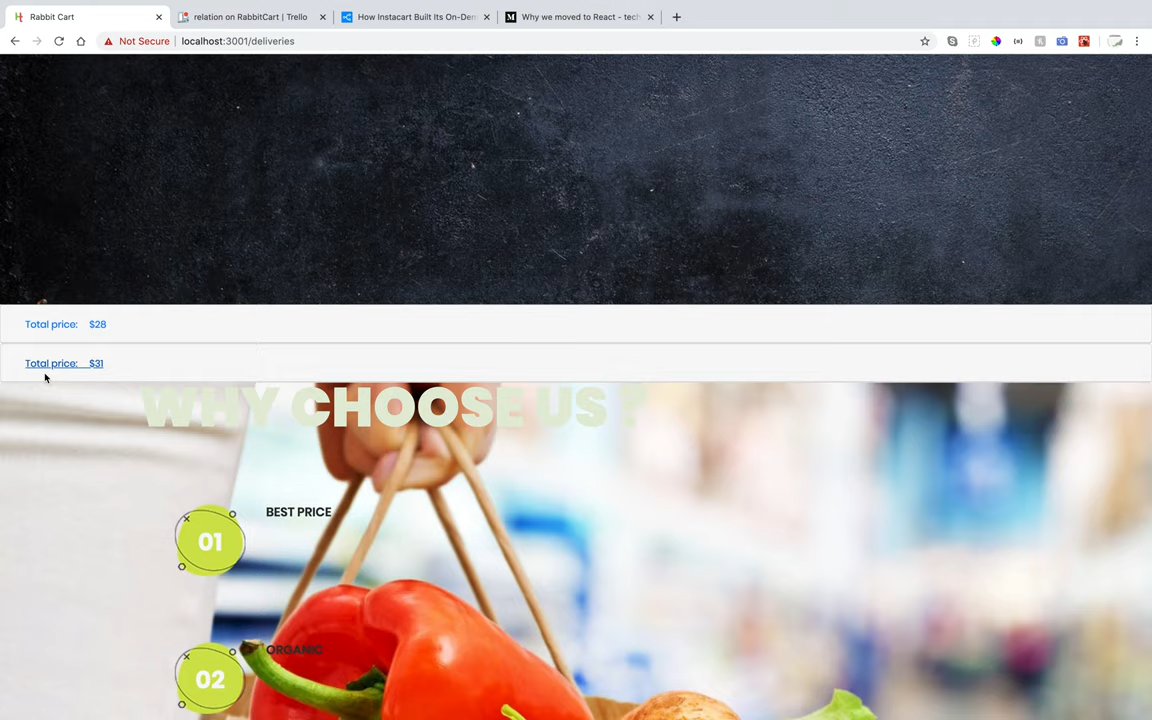 Rabbit Cart
relation on RabbitCart | Trello
How Instacart Built Its On-Dem
Why we moved to React - tech
Not Secure
localhost:3001/deliveries
Total price: $28
Total price: $31
WHY CHOOSE US?
01
BEST PRICE
02
ORGANIC